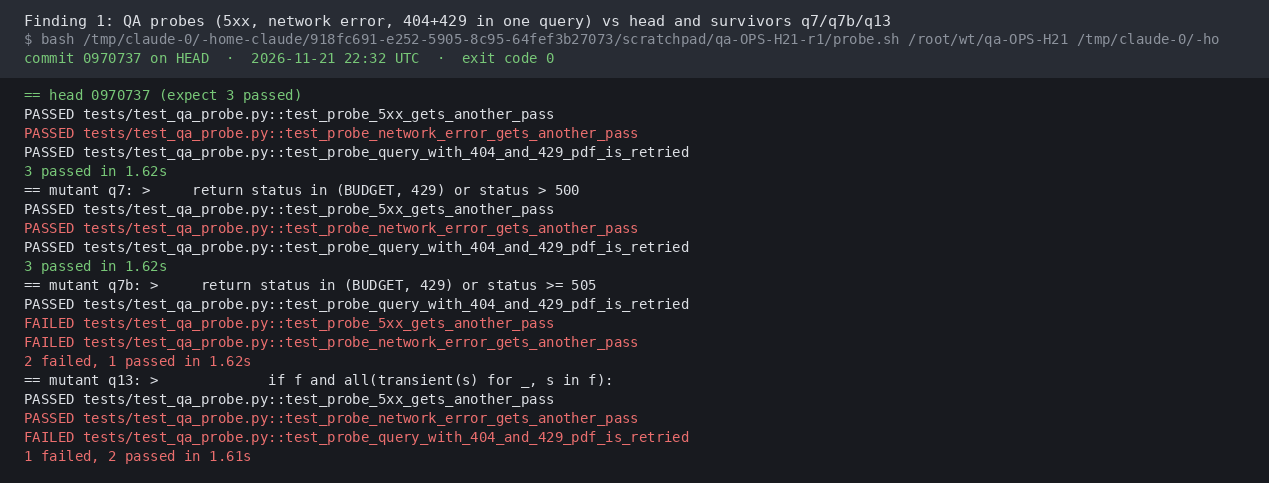 Finding 1: QA probes (5xx, network error, 404+429 in one query) vs head and survivors q7/q7b/q13
$ bash /tmp/claude-0/-home-claude/918fc691-e252-5905-8c95-64fef3b27073/scratchpad/qa-OPS-H21-r1/probe.sh /root/wt/qa-OPS-H21 /tmp/claude-0/-ho
commit 0970737 on HEAD · 2026-11-21 22:32 UTC · exit code 0
== head 0970737 (expect 3 passed)
PASSED tests/test_qa_probe.py::test_probe_5xx_gets_another_pass
PASSED tests/test_qa_probe.py::test_probe_network_error_gets_another_pass
PASSED tests/test_qa_probe.py::test_probe_query_with_404_and_429_pdf_is_retried
3 passed in 1.62s
== mutant q7: >     return status in (BUDGET, 429) or status > 500
PASSED tests/test_qa_probe.py::test_probe_5xx_gets_another_pass
PASSED tests/test_qa_probe.py::test_probe_network_error_gets_another_pass
PASSED tests/test_qa_probe.py::test_probe_query_with_404_and_429_pdf_is_retried
3 passed in 1.62s
== mutant q7b: >     return status in (BUDGET, 429) or status >= 505
PASSED tests/test_qa_probe.py::test_probe_query_with_404_and_429_pdf_is_retried
FAILED tests/test_qa_probe.py::test_probe_5xx_gets_another_pass
FAILED tests/test_qa_probe.py::test_probe_network_error_gets_another_pass
2 failed, 1 passed in 1.62s
== mutant q13: >             if f and all(transient(s) for _, s in f):
PASSED tests/test_qa_probe.py::test_probe_5xx_gets_another_pass
PASSED tests/test_qa_probe.py::test_probe_network_error_gets_another_pass
FAILED tests/test_qa_probe.py::test_probe_query_with_404_and_429_pdf_is_retried
1 failed, 2 passed in 1.61s